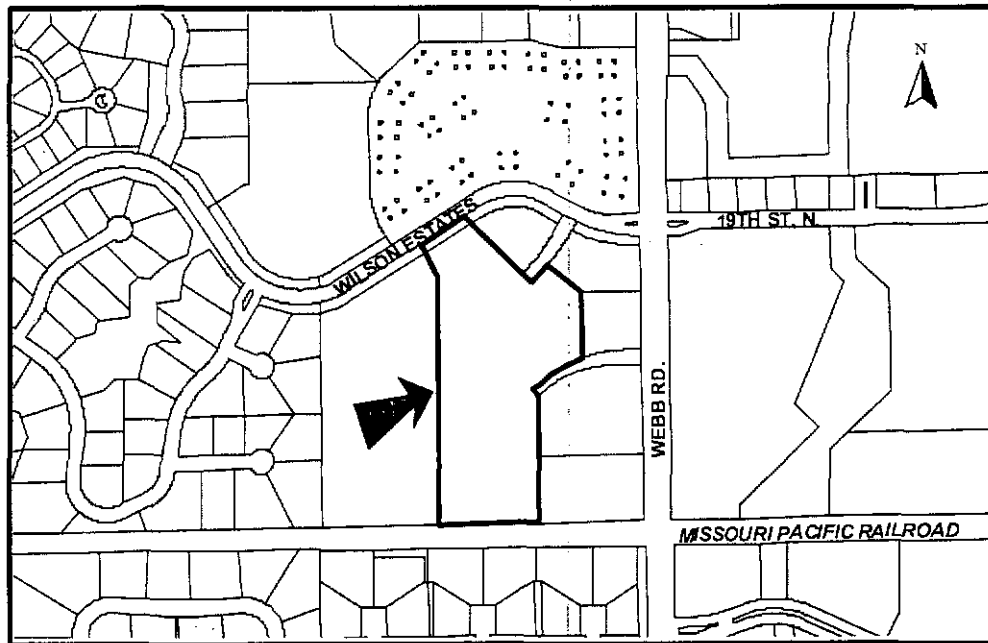 N
WILSON ESTATES
19TH ST. N.
WEBB RD.
MISSOURI PACIFIC RAILROAD